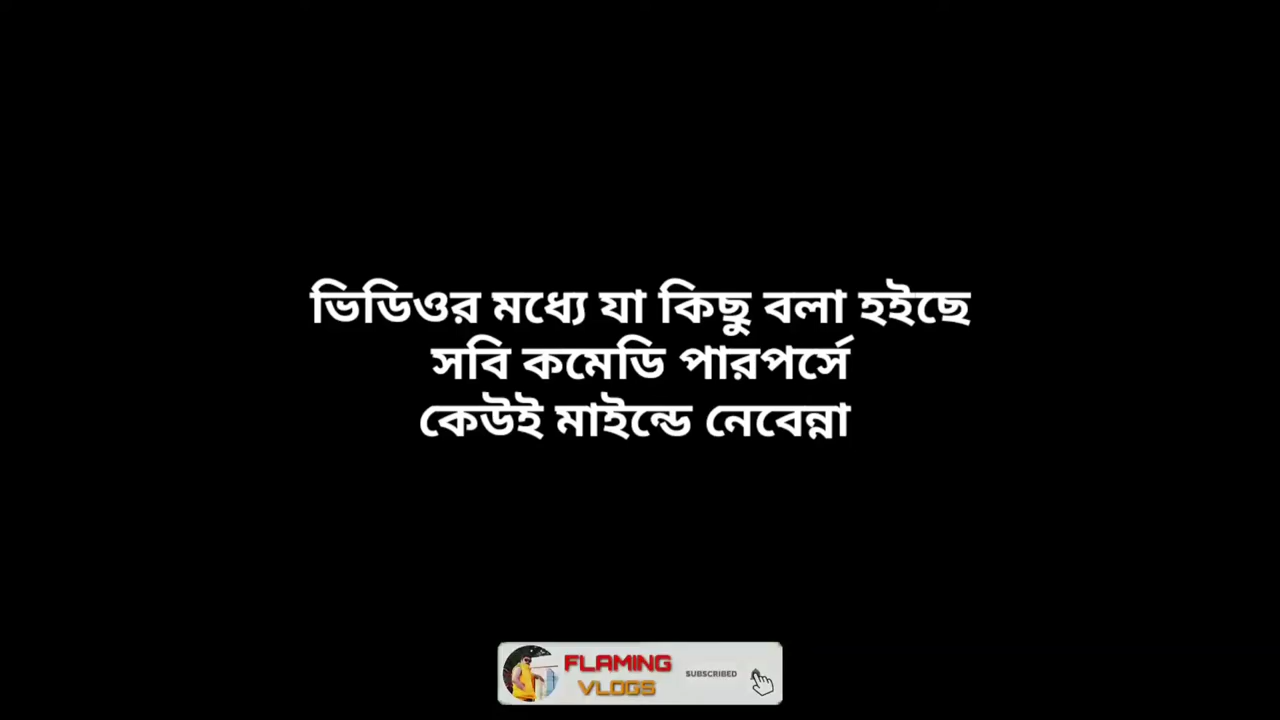 ভিডিওর মধ্যে যা কিছু বলা হইছে
সবি কমেডি পারপর্সে
কেউই মাইন্ডে নেবেন্না
FLAMING
VLOGS
SUBSCRIBED